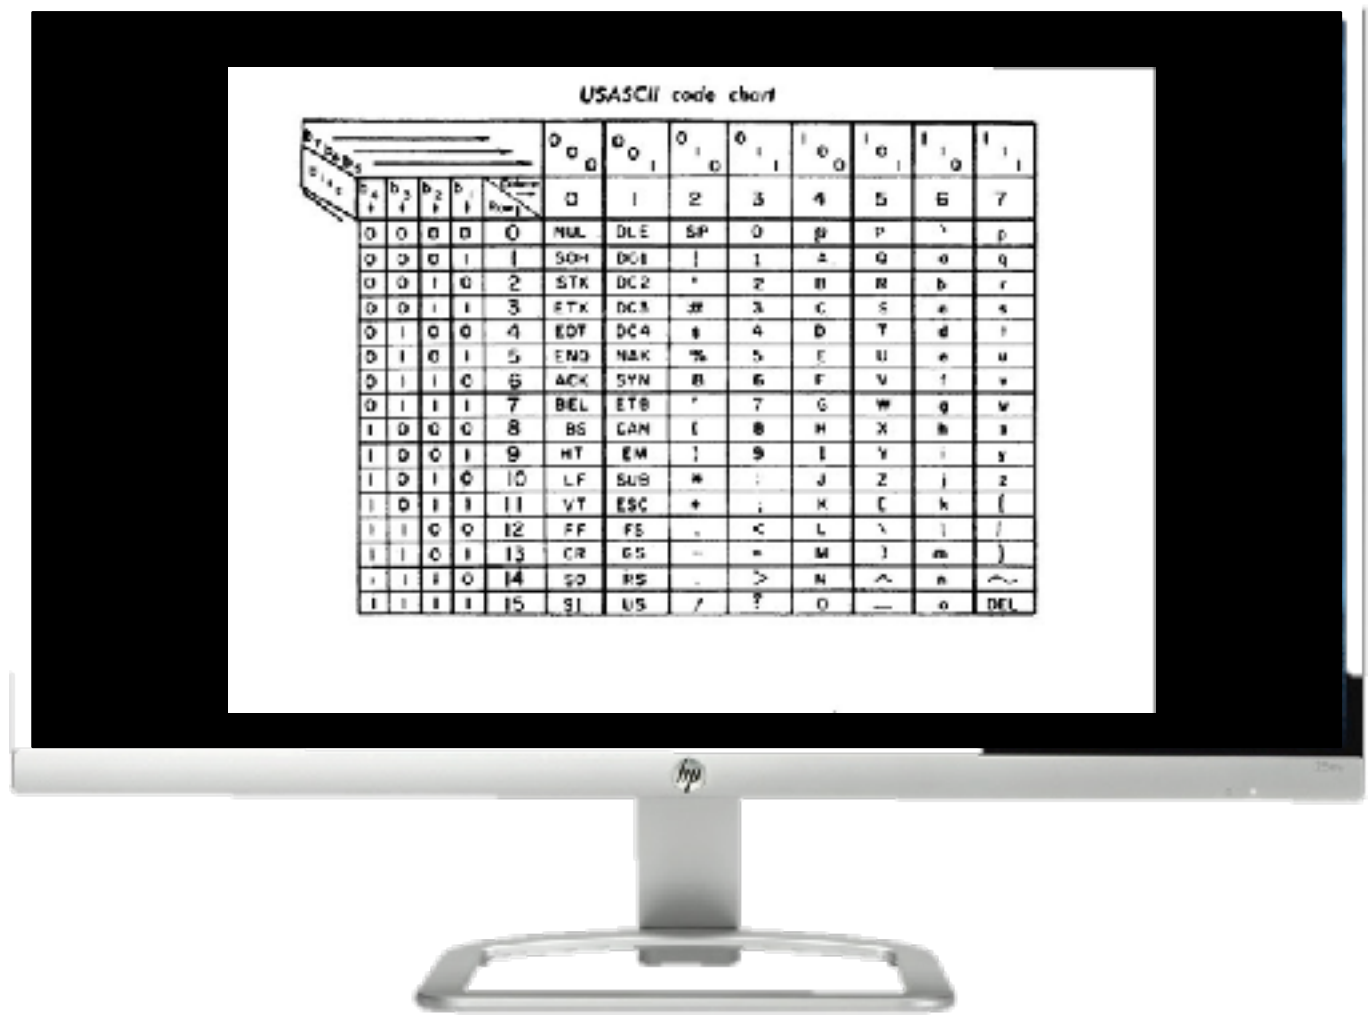 USASCII code chart
0 0 0 0 0 1 0 1 0 0 1 1 1 0 0 1 0 1 1 1 0 1 1 1
b4 b3 b2 b1 Column Row 0 1 2 3 4 5 6 7
0 0 0 0 0 NUL DLE SP 0 @ P ` p
0 0 0 1 1 SOH DC1 ! 1 A Q a q
0 0 1 0 2 STX DC2 " 2 B R b r
0 0 1 1 3 ETX DC3 # 3 C S c s
0 1 0 0 4 EOT DC4 $ 4 D T d t
0 1 0 1 5 ENQ NAK % 5 E U e u
0 1 1 0 6 ACK SYN & 6 F V f v
0 1 1 1 7 BEL ETB ' 7 G W g w
1 0 0 0 8 BS CAN ( 8 H X h x
1 0 0 1 9 HT EM ) 9 I Y i y
1 0 1 0 10 LF SUB * : J Z j z
1 0 1 1 11 VT ESC + ; K [ k {
1 1 0 0 12 FF FS , < L \ l
1 1 0 1 13 CR GS - = M ] m }
1 1 1 0 14 SO RS . > N ^ n ~
1 1 1 1 15 SI US / ? O _ o DEL
hp